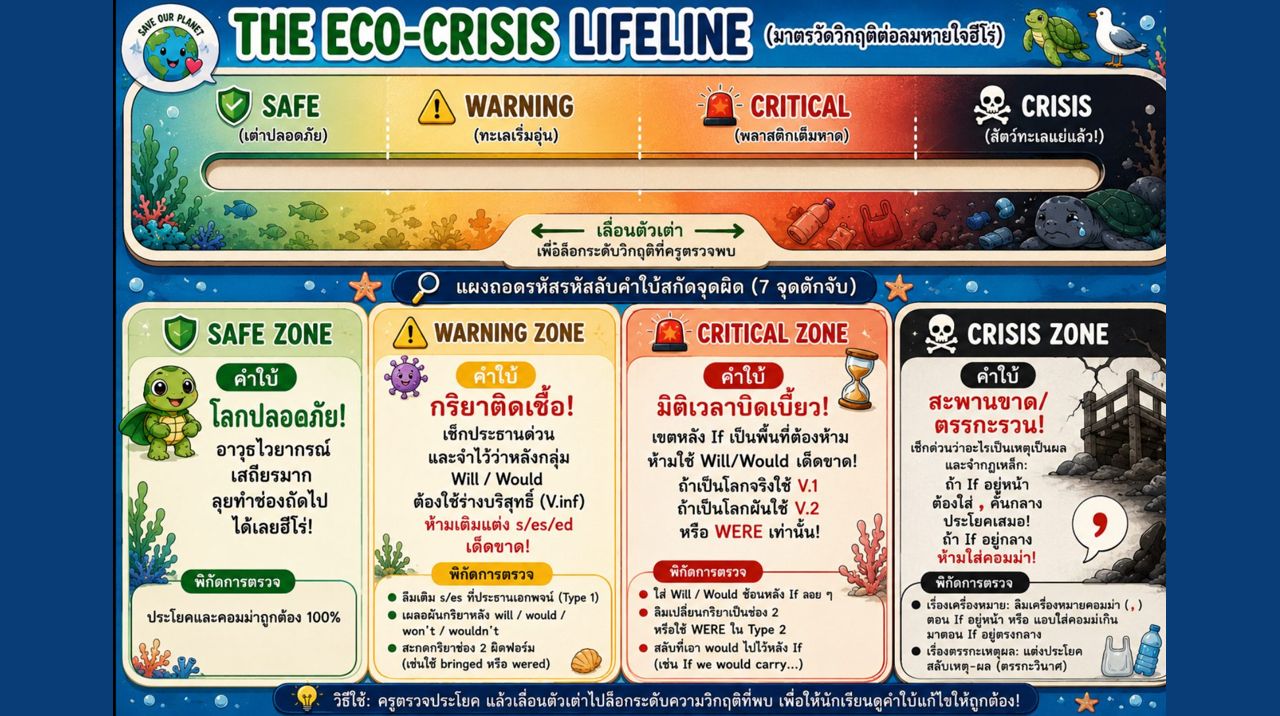 SAVE OUR PLANET
THE ECO-CRISIS LIFELINE (มาตรวัดวิกฤติต่อลมหายใจฮีโร่)
SAFE
(เต่าปลอดภัย)
WARNING
(ทะเลเริ่มอุ่น)
CRITICAL
(พลาสติกเต็มหาด)
CRISIS
(สัตว์ทะเลแย่แล้ว!)
เลื่อนตัวเต่า
เพื่อล็อกระดับวิกฤติที่ครูตรวจพบ
แผงถอดรหัสรหัสลับคำใบ้สกัดจุดผิด (7 จุดดักจับ)
SAFE ZONE
คำใบ้
โลกปลอดภัย!
อาวุธไวยากรณ์
เสถียรมาก
ลุยทำช่องถัดไป
ได้เลยฮีโร่!
พิกัดการตรวจ
ประโยคและคอมม่าถูกต้อง 100%
WARNING ZONE
คำใบ้
กริยาติดเชื้อ!
เช็กประธานด่วน
และจำไว้ว่าหลังกลุ่ม
Will / Would
ต้องใช้ร่างบริสุทธิ์ (V.inf)
ห้ามเติมแต่ง s/es/ed
เด็ดขาด!
พิกัดการตรวจ
ลืมเติม s/es ที่ประธานเอกพจน์ (Type 1)
เผลอผันกริยาหลัง will / would /
won't / wouldn't
สะกดกริยาช่อง 2 ผิดฟอร์ม
(เช่นใช้ bringed หรือ wered)
CRITICAL ZONE
คำใบ้
มิติเวลาบิดเบี้ยว!
เขตหลัง If เป็นพื้นที่ต้องห้าม
ห้ามใช้ Will/Would เด็ดขาด!
ถ้าเป็นโลกจริงใช้ V.1
ถ้าเป็นโลกฝันใช้ V.2
หรือ WERE เท่านั้น!
พิกัดการตรวจ
ใส่ Will / Would ซ้อนหลัง If ลอย ๆ
ลืมเปลี่ยนกริยาเป็นช่อง 2
หรือใช้ WERE ใน Type 2
สลับที่เอา would ไปไว้หลัง If
(เช่น If we would carry...)
CRISIS ZONE
คำใบ้
สะพานขาด/
ตรรกะรวน!
เช็กด่วนว่าอะไรเป็นเหตุเป็นผล
และจำกฎเหล็ก:
ถ้า If อยู่หน้า
ต้องใส่ , คั่นกลาง
ประโยคเสมอ!
ถ้า If อยู่กลาง
ห้ามใส่คอมม่า!
,
พิกัดการตรวจ
เรื่องเครื่องหมาย: ลืมเครื่องหมายคอมม่า (,)
ตอน If อยู่หน้า หรือ แอบใส่คอมม่เกิน
มาตอน If อยู่ตรงกลาง
เรื่องตรรกะเหตุผล: แต่งประโยค
สลับเหตุ-ผล (ตรรกะวินาศ)
วิธีใช้: ครูตรวจประโยค แล้วเลื่อนตัวเต่าไปล็อกระดับความวิกฤติที่พบ เพื่อให้นักเรียนดูคำใบ้แก้ไขให้ถูกต้อง!